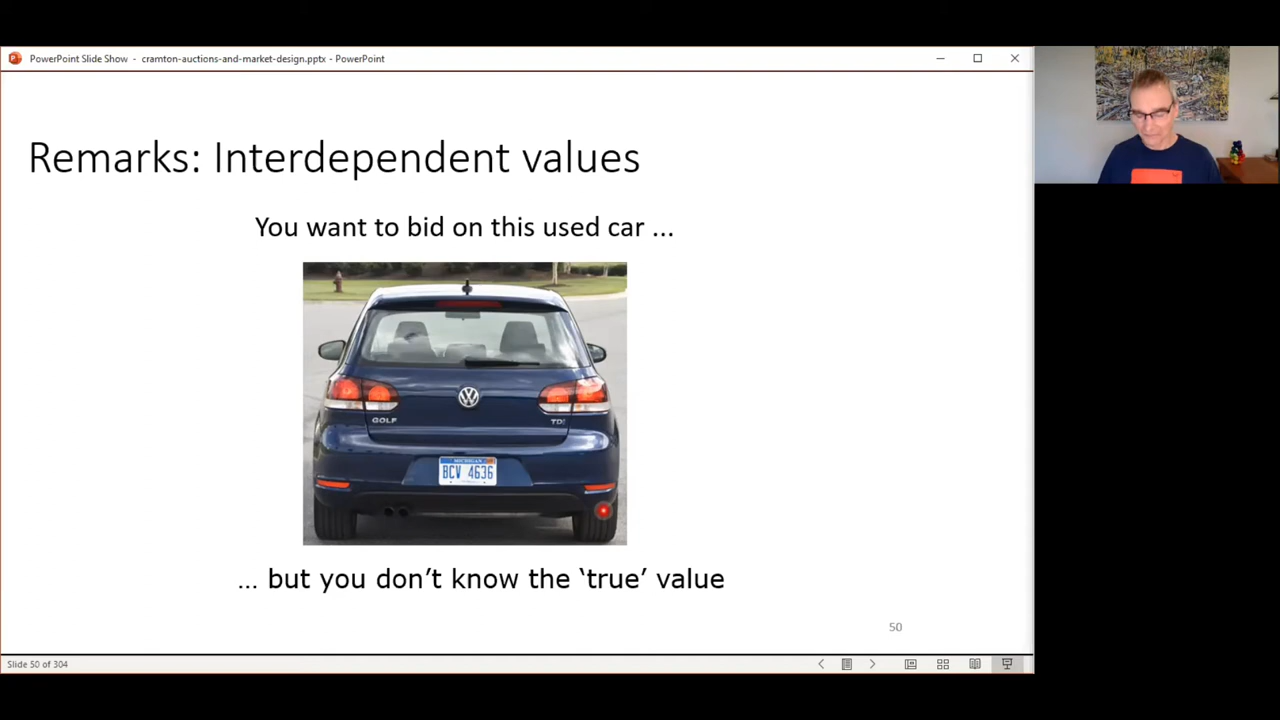 PowerPoint Slide Show - cramton-auctions-and-market-design.pptx - PowerPoint
Remarks: Interdependent values
You want to bid on this used car ...
GOLF
TDI
MICHIGAN
BCV 4636
... but you don't know the 'true' value
50
Slide 50 of 304